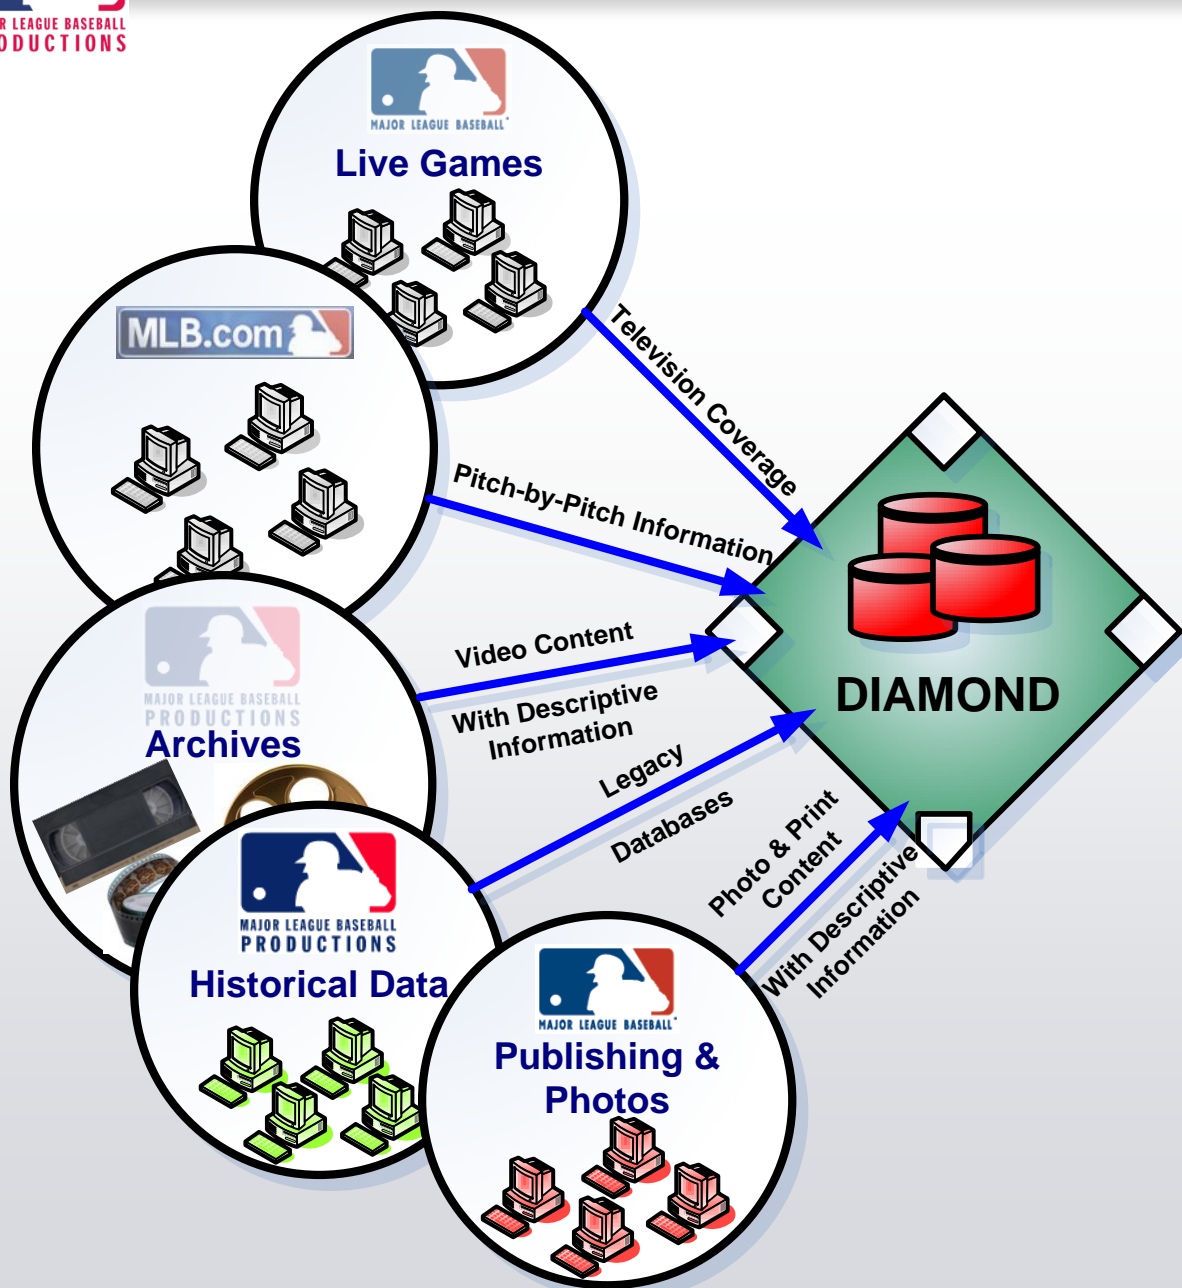 LEAGUE BASEBALL
MAJOR LEAGUE BASEBALL
Live Games
MLB.com
Television Coverage
Pitch-by-Pitch Information
Video Content
With Descriptive
Information
MAJOR LEAGUE BASEBALL
PRODUCTIONS
Archives
Legacy
Databases
DIAMOND
Photo & Print
Content
With Descriptive
Information
MAJOR LEAGUE BASEBALL
PRODUCTIONS
Historical Data
MAJOR LEAGUE BASEBALL
Publishing &
Photos